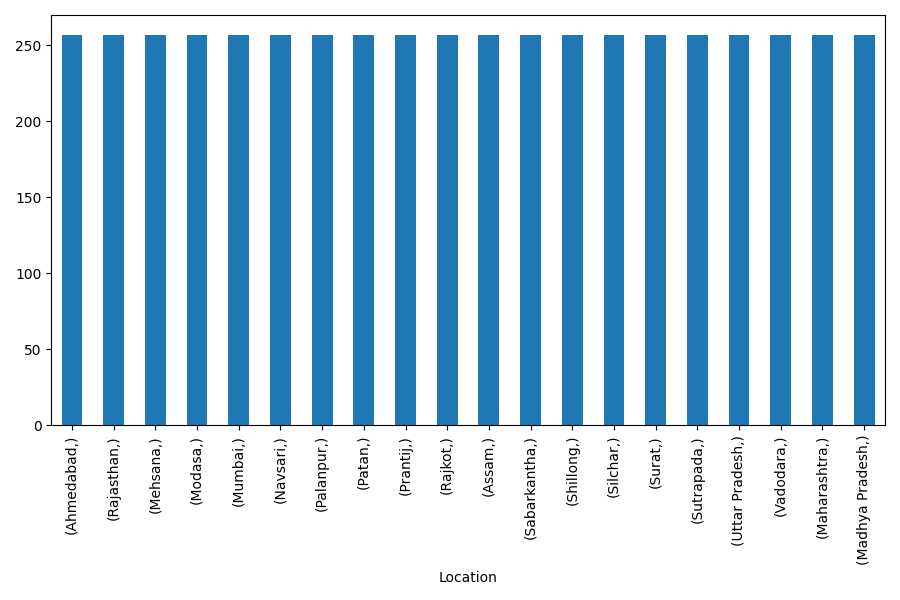 250
200
150
100
50
0
(Ahmedabad,)
(Rajasthan,)
(Mehsana,)
(Modasa,)
(Mumbai,)
(Navsari,)
(Palanpur,)
(Patan,)
(Prantij,)
(Rajkot,)
(Assam,)
(Sabarkantha,)
(Shillong,)
(Silchar,)
(Surat,)
(Sutrapada,)
(Uttar Pradesh,)
(Vadodara,)
(Maharashtra,)
(Madhya Pradesh,)
Location